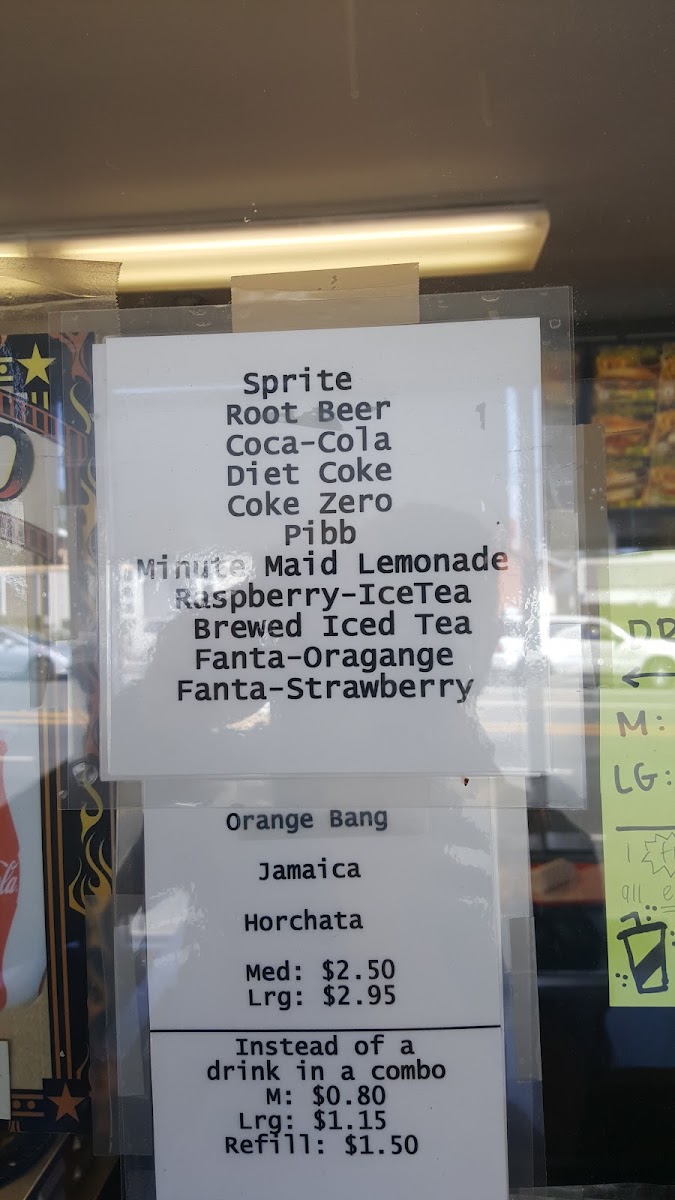 Sprite
Root Beer
Coca-Cola
Diet Coke
Coke Zero
Pibb
Minute Maid Lemonade
Raspberry-IceTea
Brewed Iced Tea
Fanta-Oragange
Fanta-Strawberry
Orange Bang
Jamaica
Horchata
Med: $2.50
Lrg: $2.95
Instead of a
drink in a combo
M: $0.80
Lrg: $1.15
Refill: $1.50
M:
LG:
all